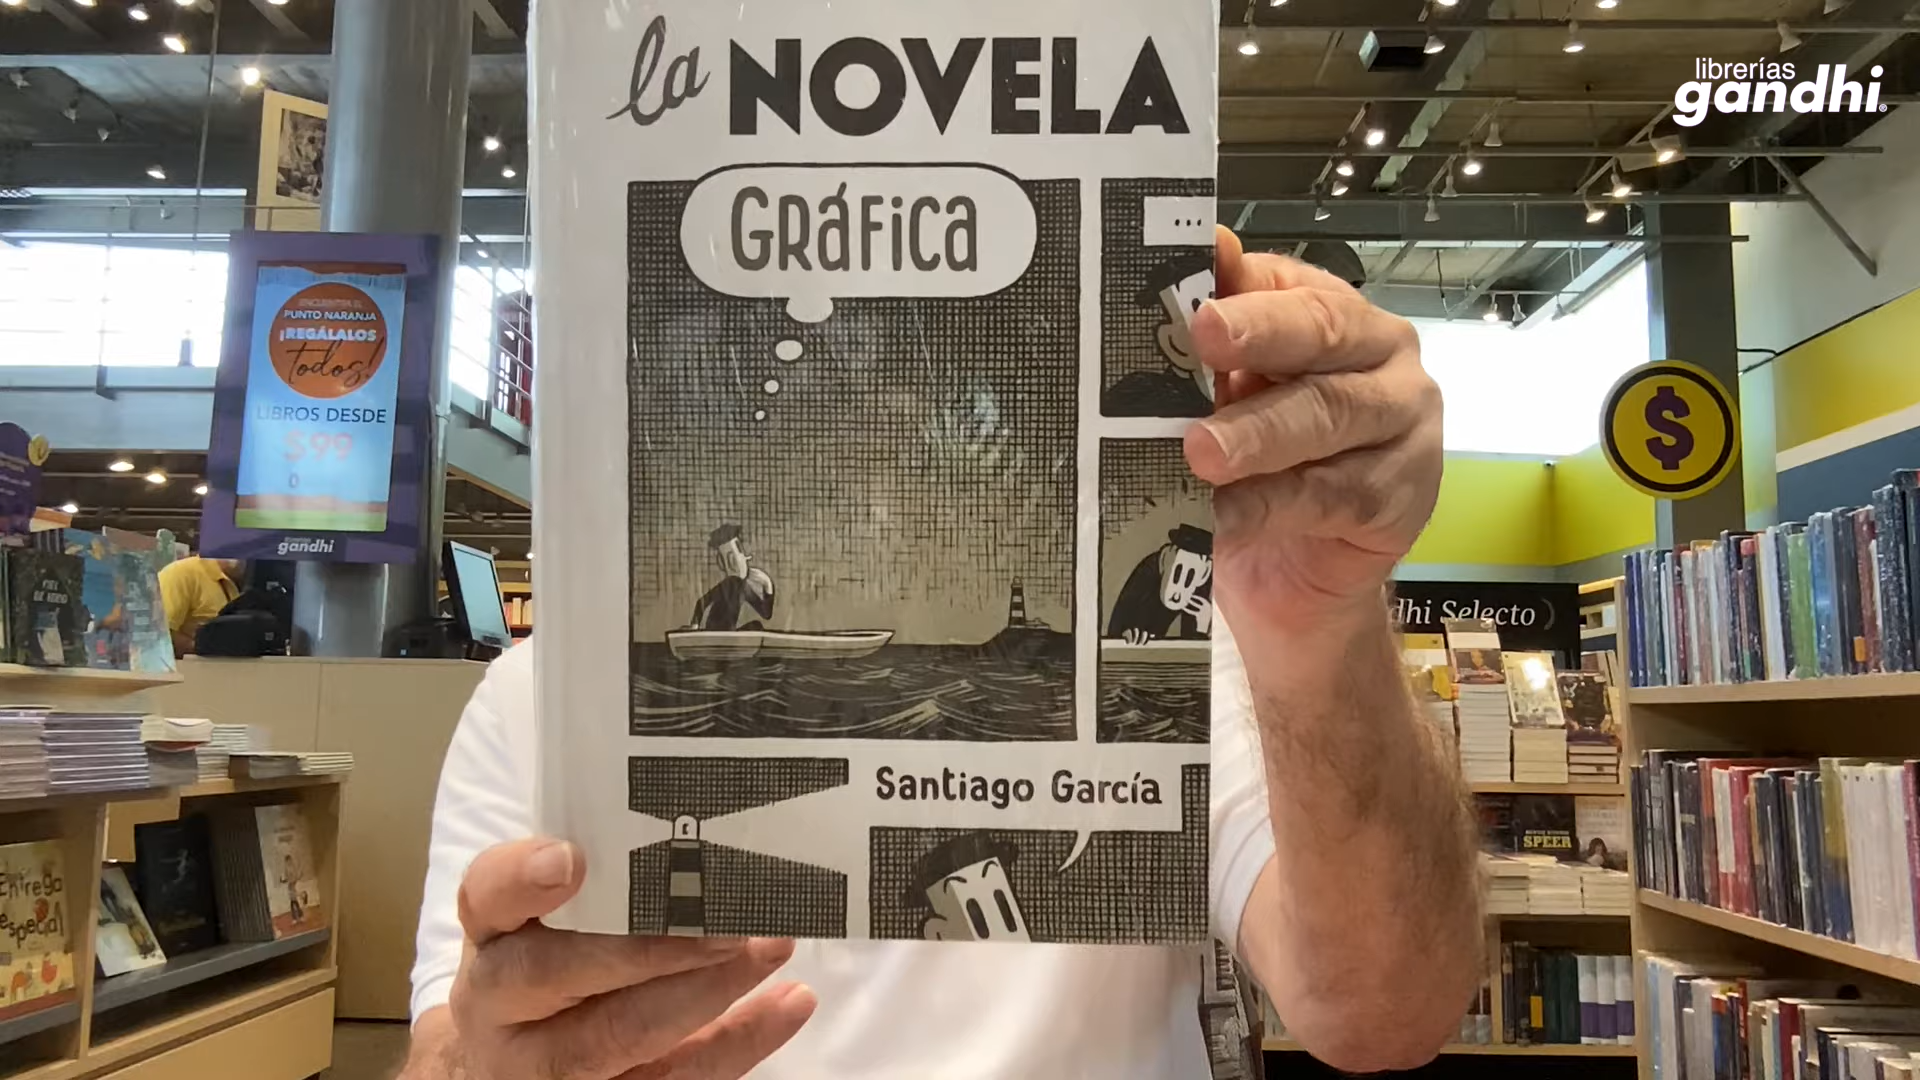 la NOVELA
GRáFica
...
Santiago García
librerías
gandhi
ENCUENTRA EL
PUNTO NARANJA
¡REGÁLALOS
todos!
LIBROS DESDE
$99
gandhi
$
dhi Selecto
SPEER
Entrega
especial